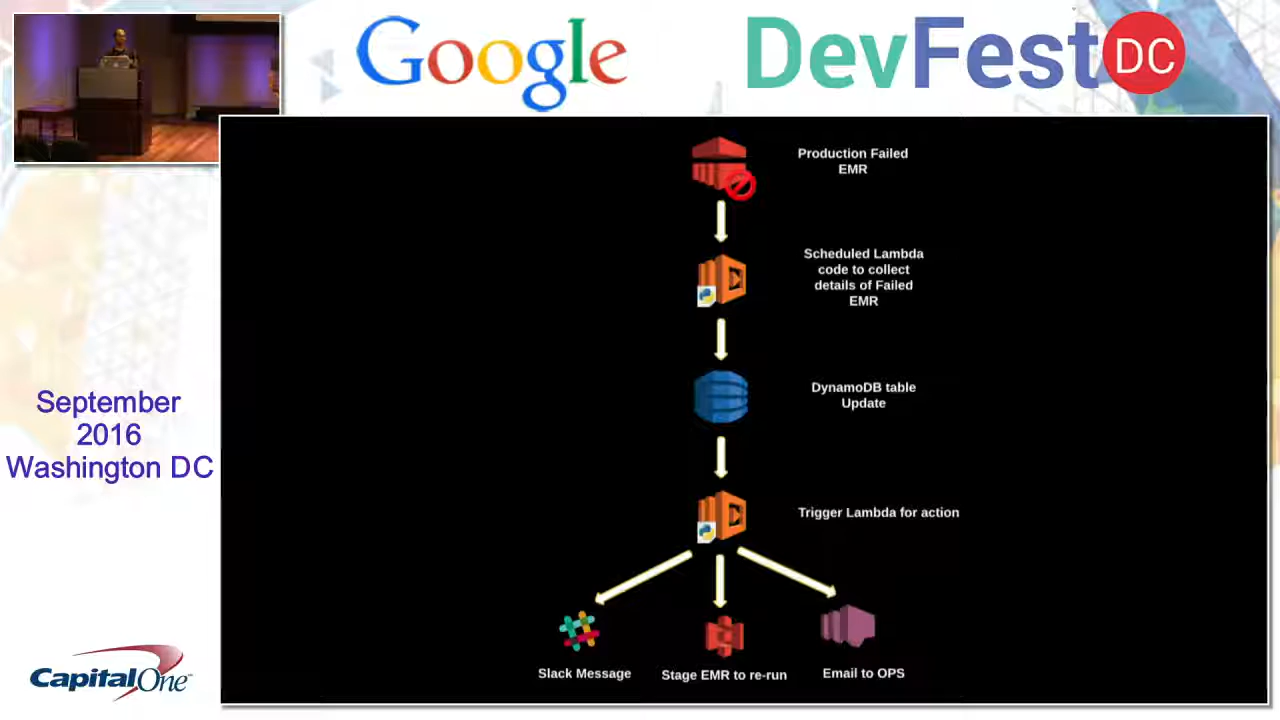 Google DevFest DC
Production Failed
EMR
Scheduled Lambda
code to collect
details of Failed
EMR
DynamoDB table
Update
Trigger Lambda for action
Slack Message
Stage EMR to re-run
Email to OPS
September
2016
Washington DC
CapitalOne